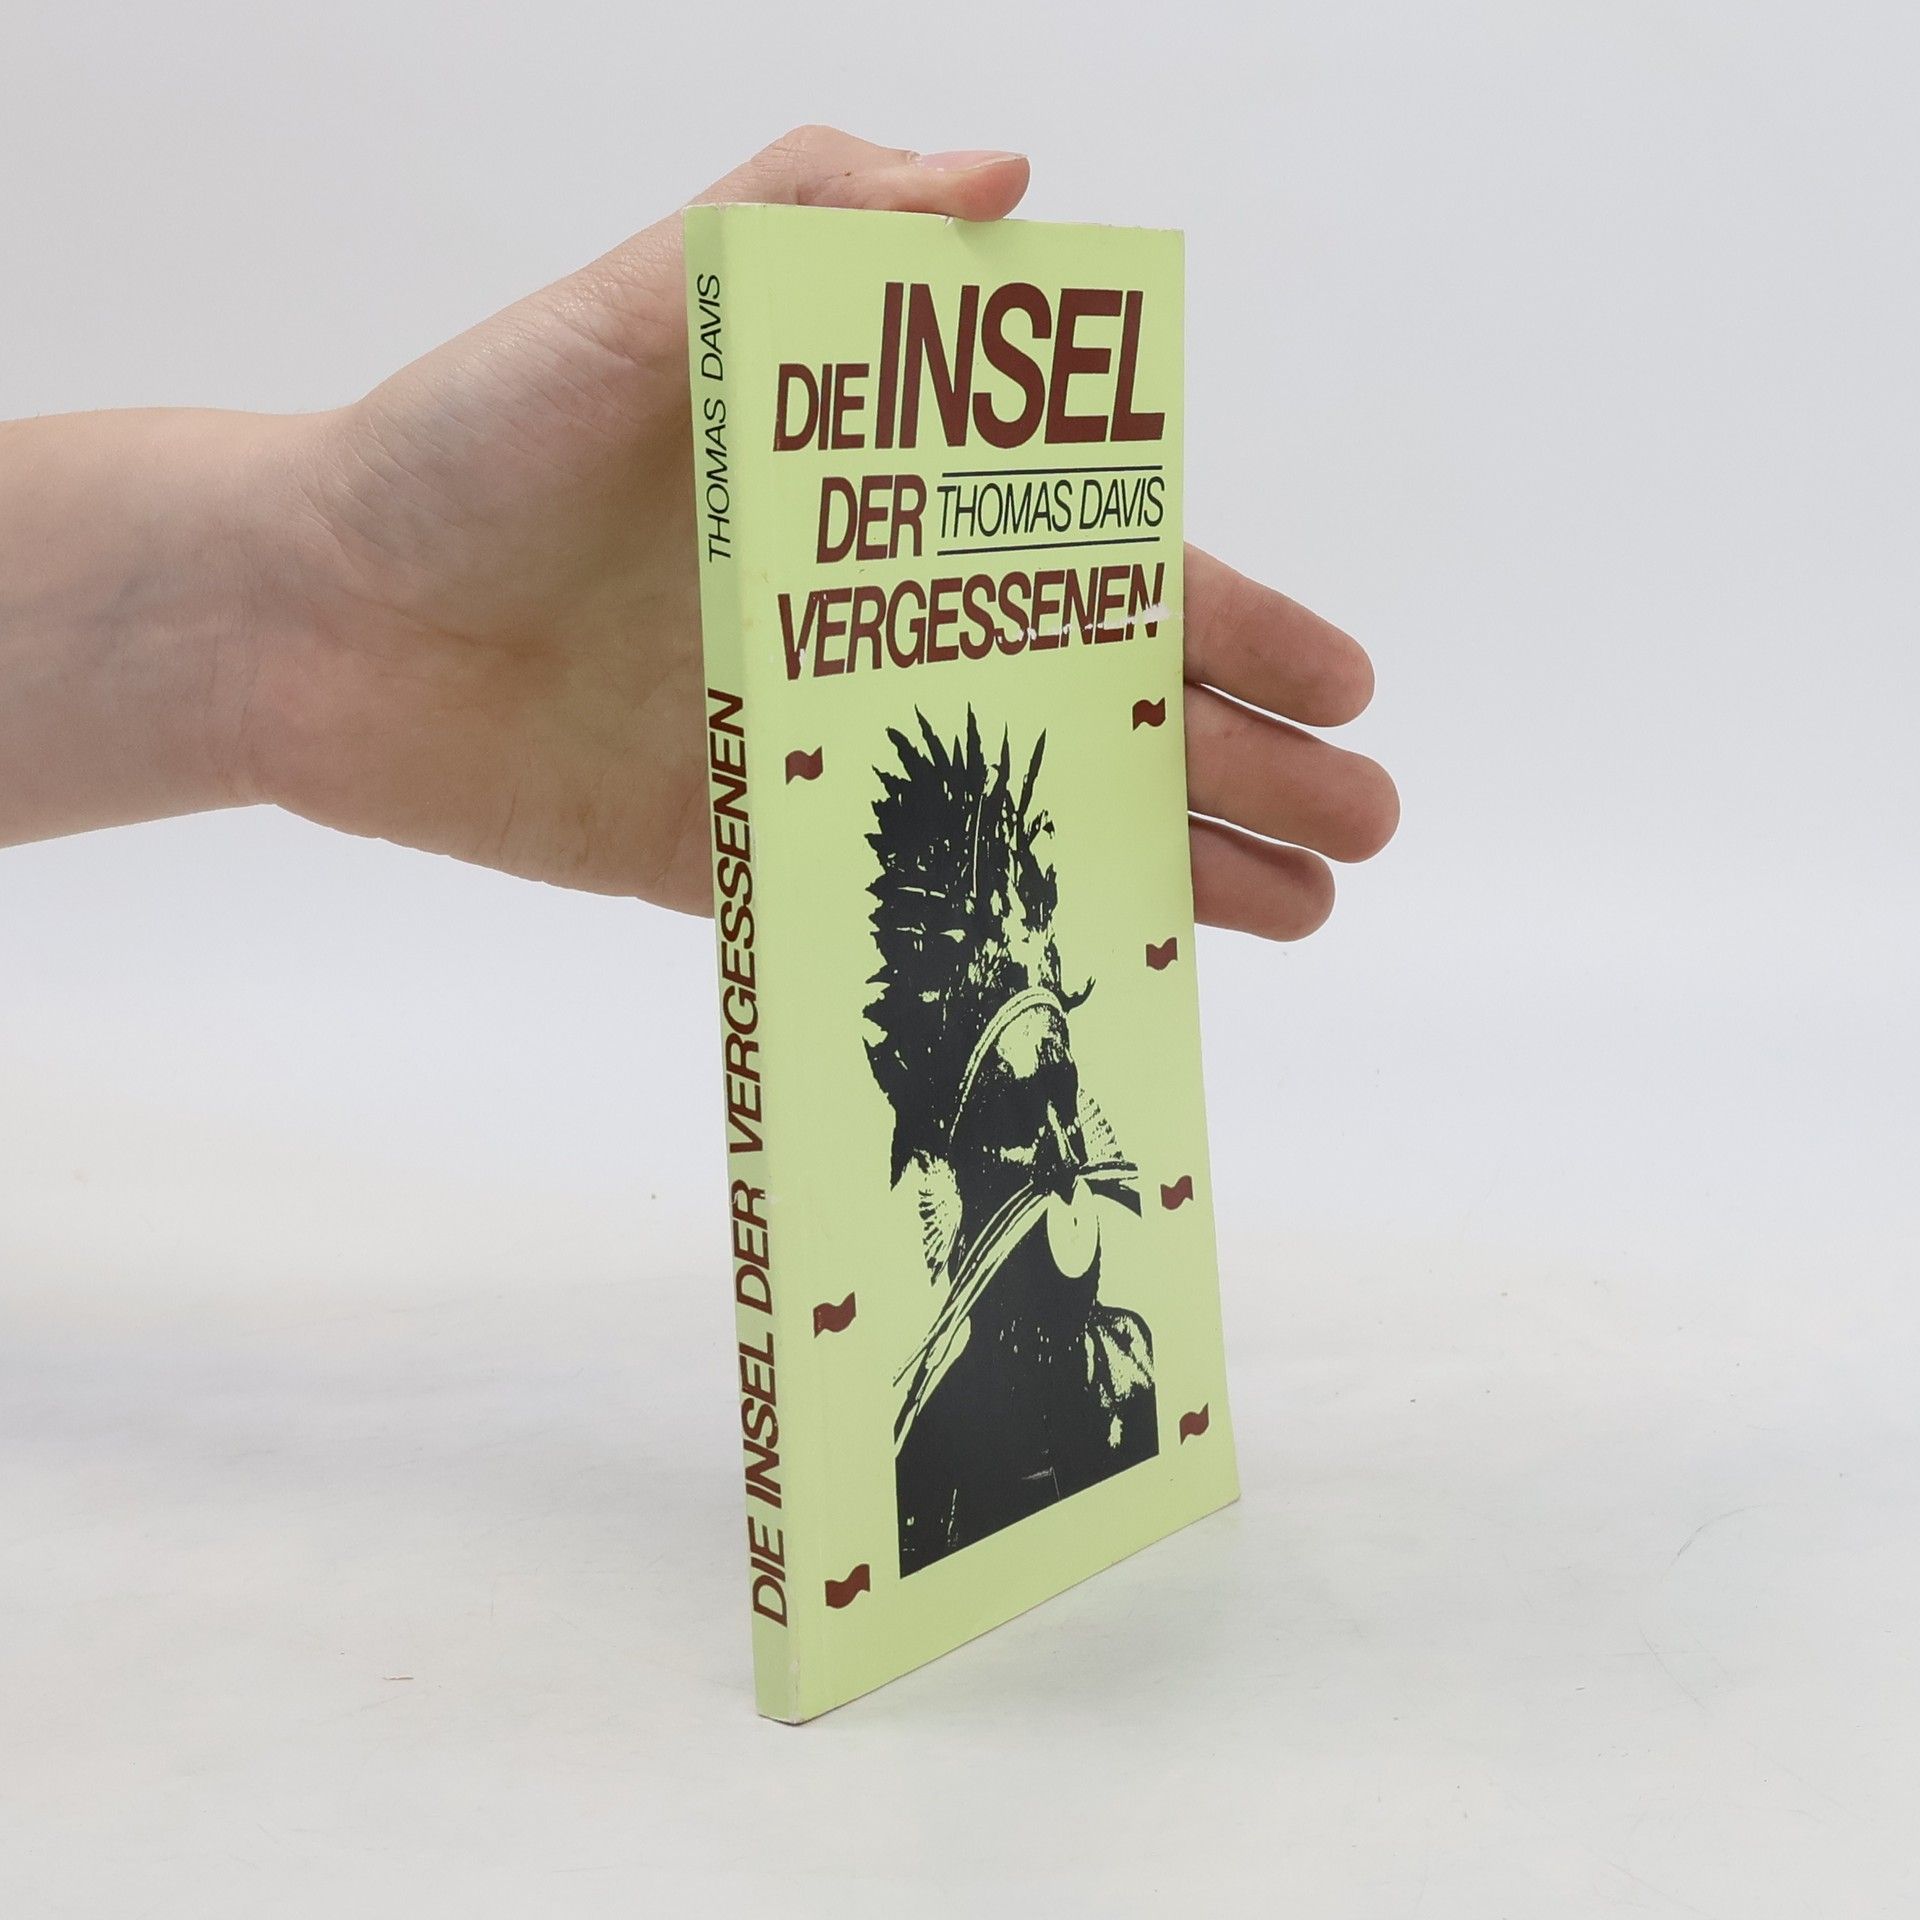 THOMAS DAVIS
DIE INSEL DER VERGESSENEN
DIE INSEL
DER THOMAS DAVIS
VERGESSENEN